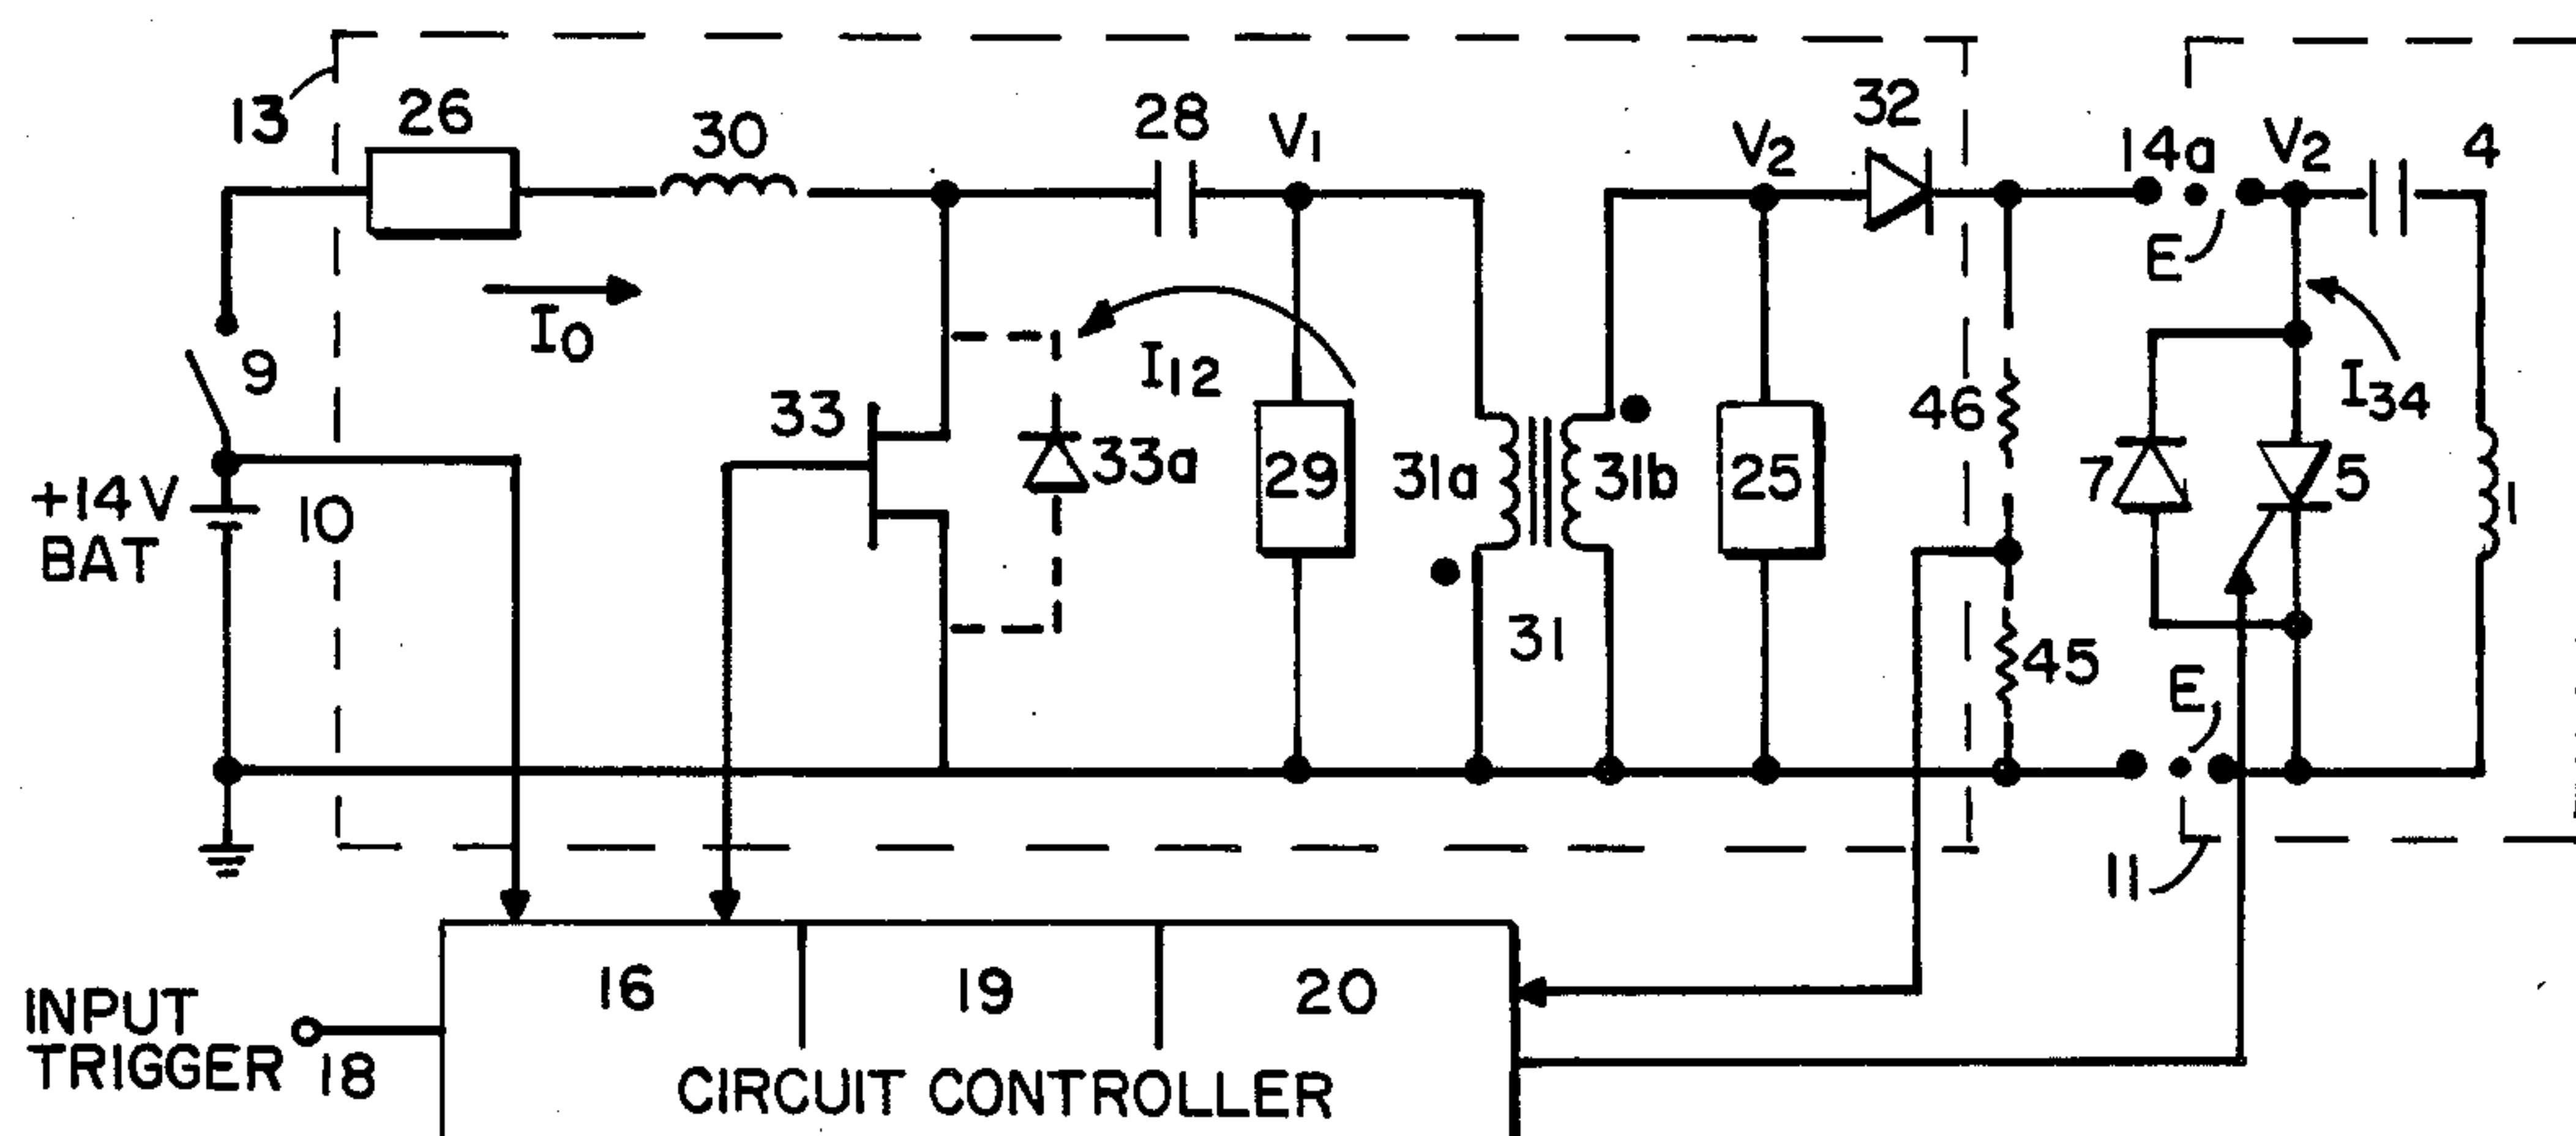 13
26
30
28
V1
V2
32
14a
V2
4
E
I0
9
I12
I34
33
33a
46
29
31a
31b
25
7
5
1
+14V
BAT
10
31
45
E
11
16
19
20
INPUT
TRIGGER
18
CIRCUIT CONTROLLER